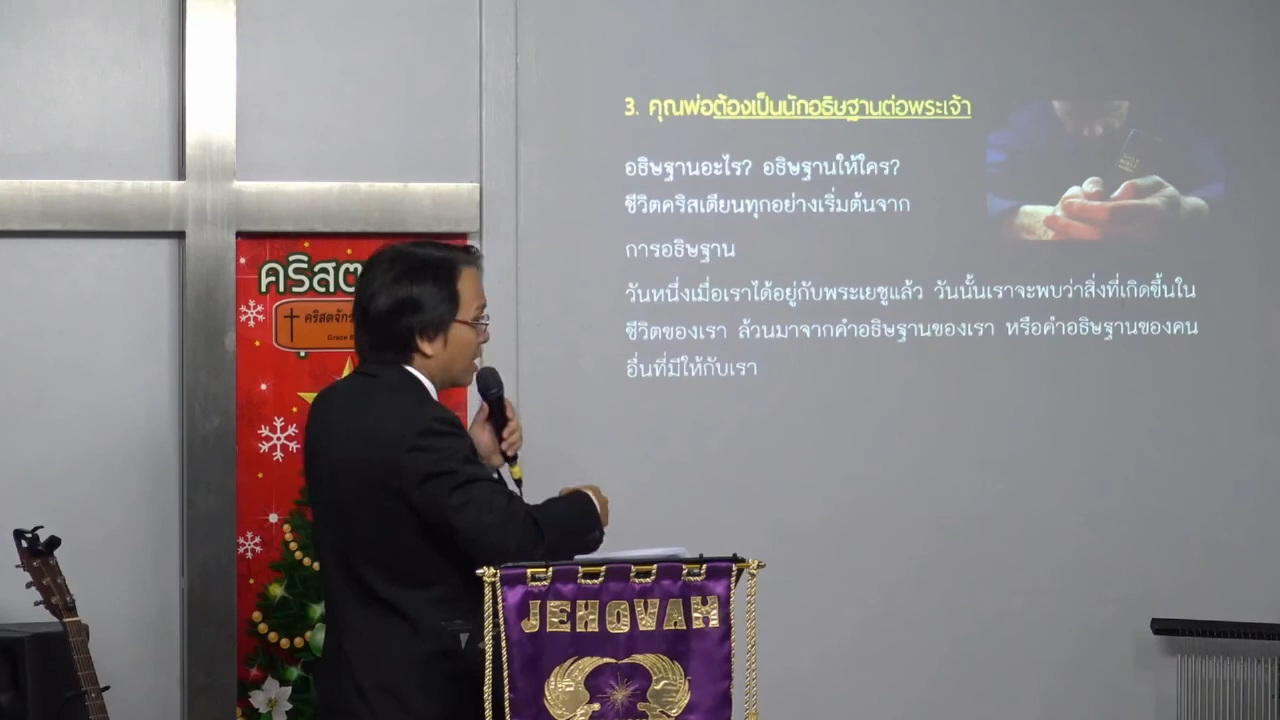 3. คุณพ่อต้องเป็นนักอธิษฐานต่อพระเจ้า
อธิษฐานอะไร? อธิษฐานให้ใคร?
ชีวิตคริสเตียนทุกอย่างเริ่มต้นจาก
การอธิษฐาน
วันหนึ่งเมื่อเราได้อยู่กับพระเยซูแล้ว วันนั้นเราจะพบว่าสิ่งที่เกิดขึ้นใน
ชีวิตของเรา ล้วนมาจากคำอธิษฐานของเรา หรือคำอธิษฐานของคน
อื่นที่มีให้กับเรา
คริสต
คริสตจักร
Grace
JEHOVAH